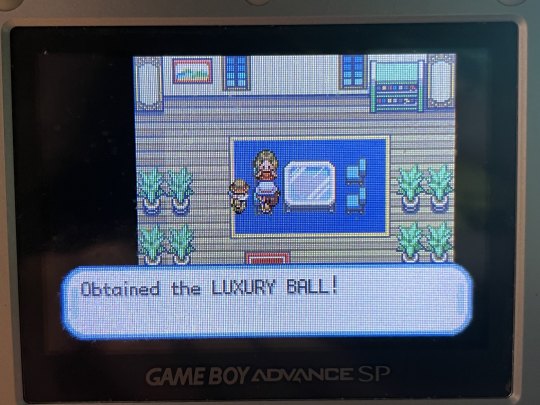 Obtained the LUXURY BALL!
GAME BOY ADVANCE SP